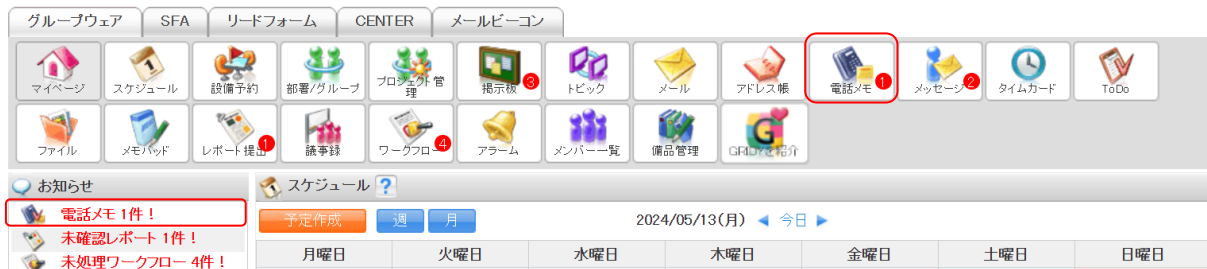 グループウェア SFA リードフォーム CENTER メールビーコン
マイページ スケジュール 設備予約 部署/グループ プロジェクト管理 掲示板 3 トピック メール アドレス帳 電話メモ 1 メッセージ 2 タイムカード ToDo
ファイル メモパッド レポート提出 1 議事録 ワークフロー 4 アラーム メンバー一覧 備品管理 G GRIDYを紹介
お知らせ
電話メモ 1件！
未確認レポート 1件！
未処理ワークフロー 4件！
スケジュール ?
予定作成 週 月 2024/05/13(月) 今日
月曜日 火曜日 水曜日 木曜日 金曜日 土曜日 日曜日